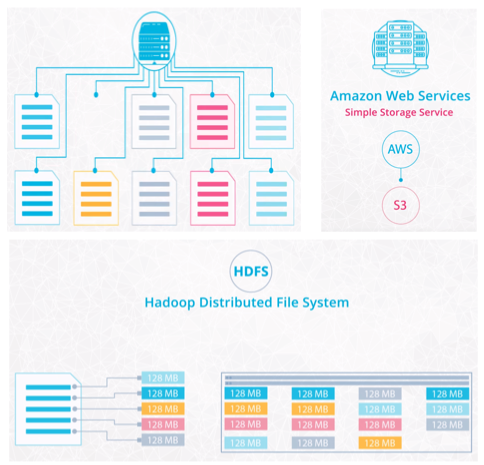 Amazon Web Services
Simple Storage Service
AWS
S3
HDFS
Hadoop Distributed File System
128 MB
128 MB
128 MB
128 MB
128 MB
128 MB 128 MB 128 MB 128 MB
128 MB 128 MB 128 MB 128 MB
128 MB 128 MB 128 MB 128 MB
128 MB 128 MB 128 MB